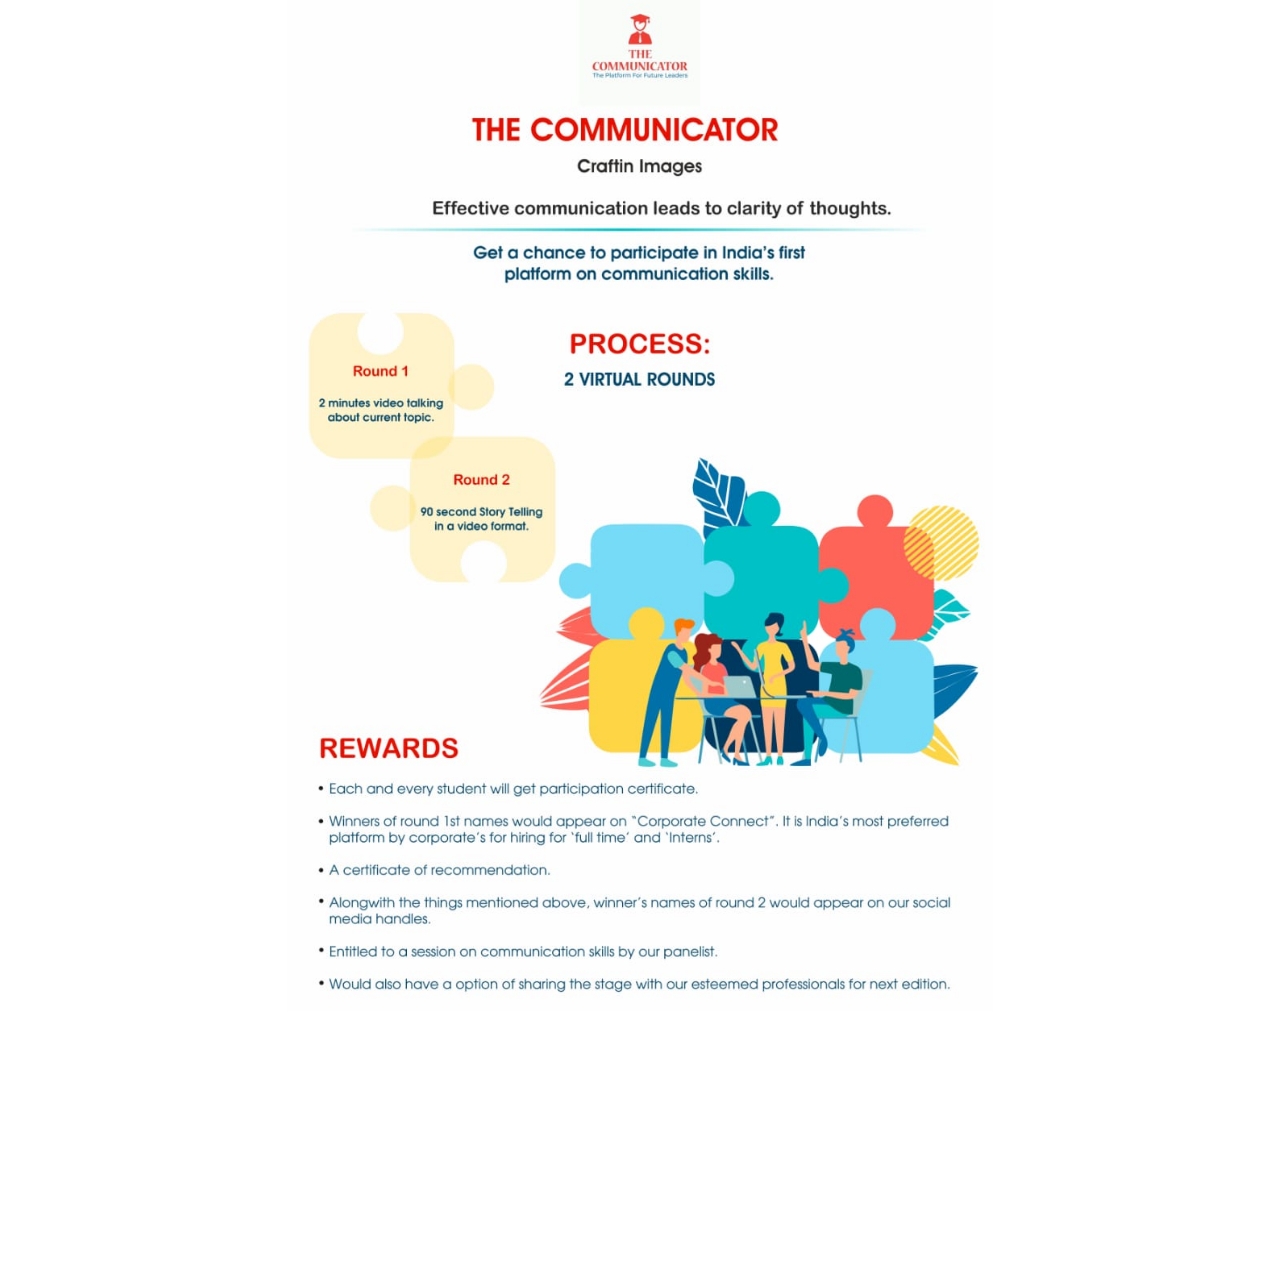 THE
COMMUNICATOR
The Platform For Future Leaders
THE COMMUNICATOR
Craftin Images
Effective communication leads to clarity of thoughts.
Get a chance to participate in India's first
platform on communication skills.
PROCESS:
2 VIRTUAL ROUNDS
Round 1
2 minutes video talking
about current topic.
Round 2
90 second Story Telling
in a video format.
REWARDS
• Each and every student will get participation certificate.
• Winners of round 1st names would appear on “Corporate Connect”. It is India's most preferred
platform by corporate's for hiring for ‘full time’ and ‘Interns’.
• A certificate of recommendation.
• Alongwith the things mentioned above, winner's names of round 2 would appear on our social
media handles.
• Entitled to a session on communication skills by our panelist.
• Would also have a option of sharing the stage with our esteemed professionals for next edition.